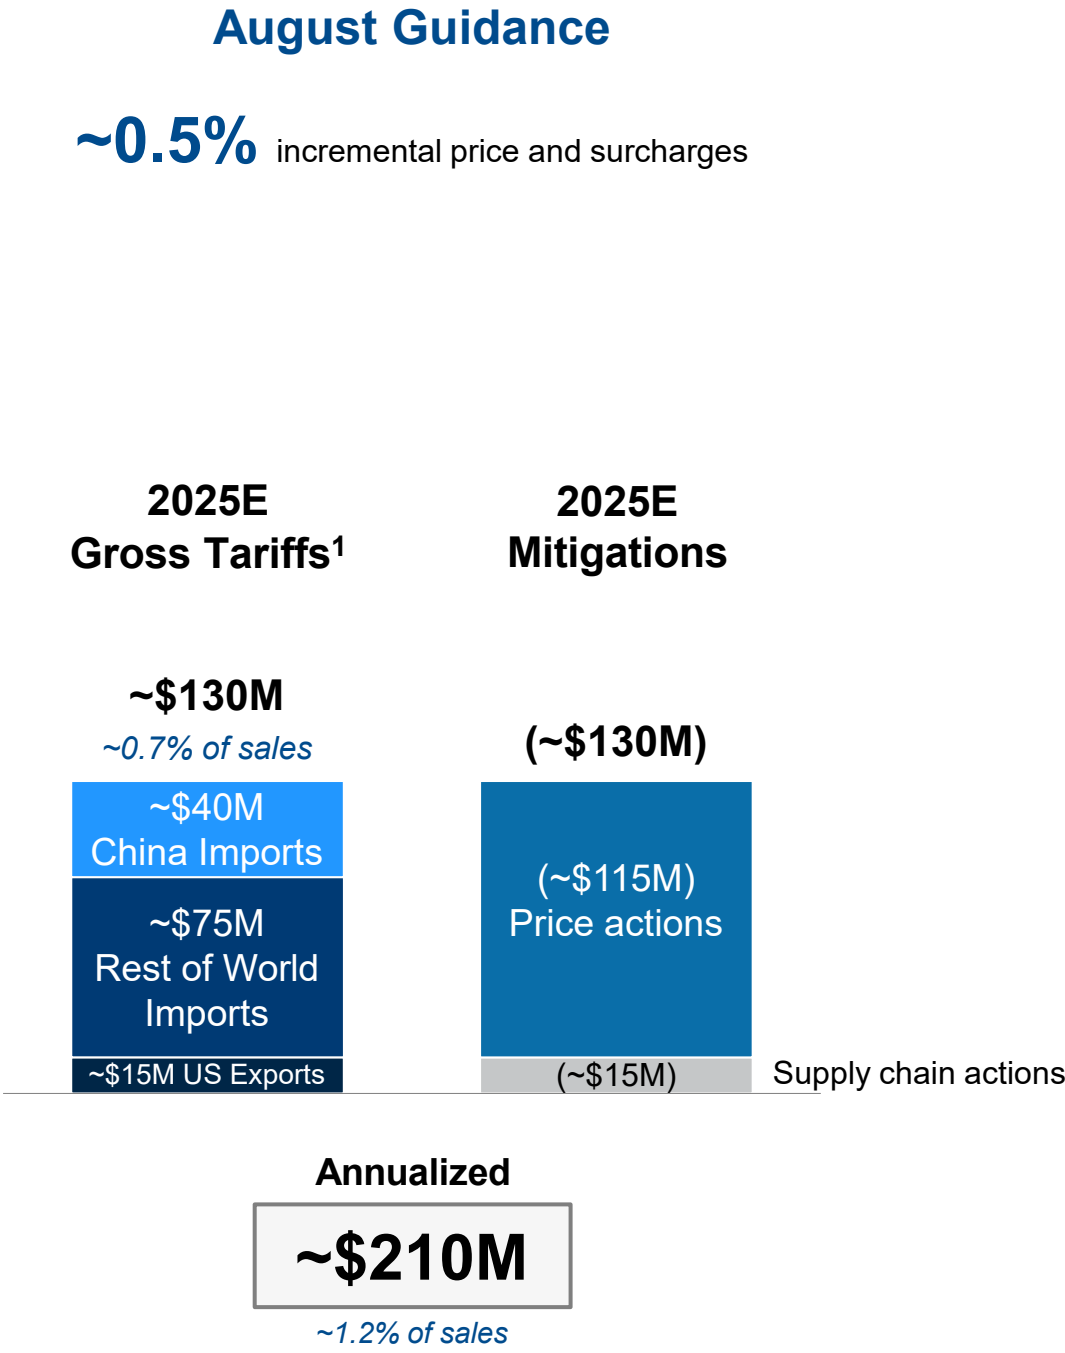 August Guidance
~0.5% incremental price and surcharges
2025E
Gross Tariffs¹
2025E
Mitigations
~$130M
~0.7% of sales
(~$130M)
~$40M
China Imports
~$75M
Rest of World
Imports
~$15M US Exports
(~$115M)
Price actions
(~$15M)
Supply chain actions
Annualized
~$210M
~1.2% of sales